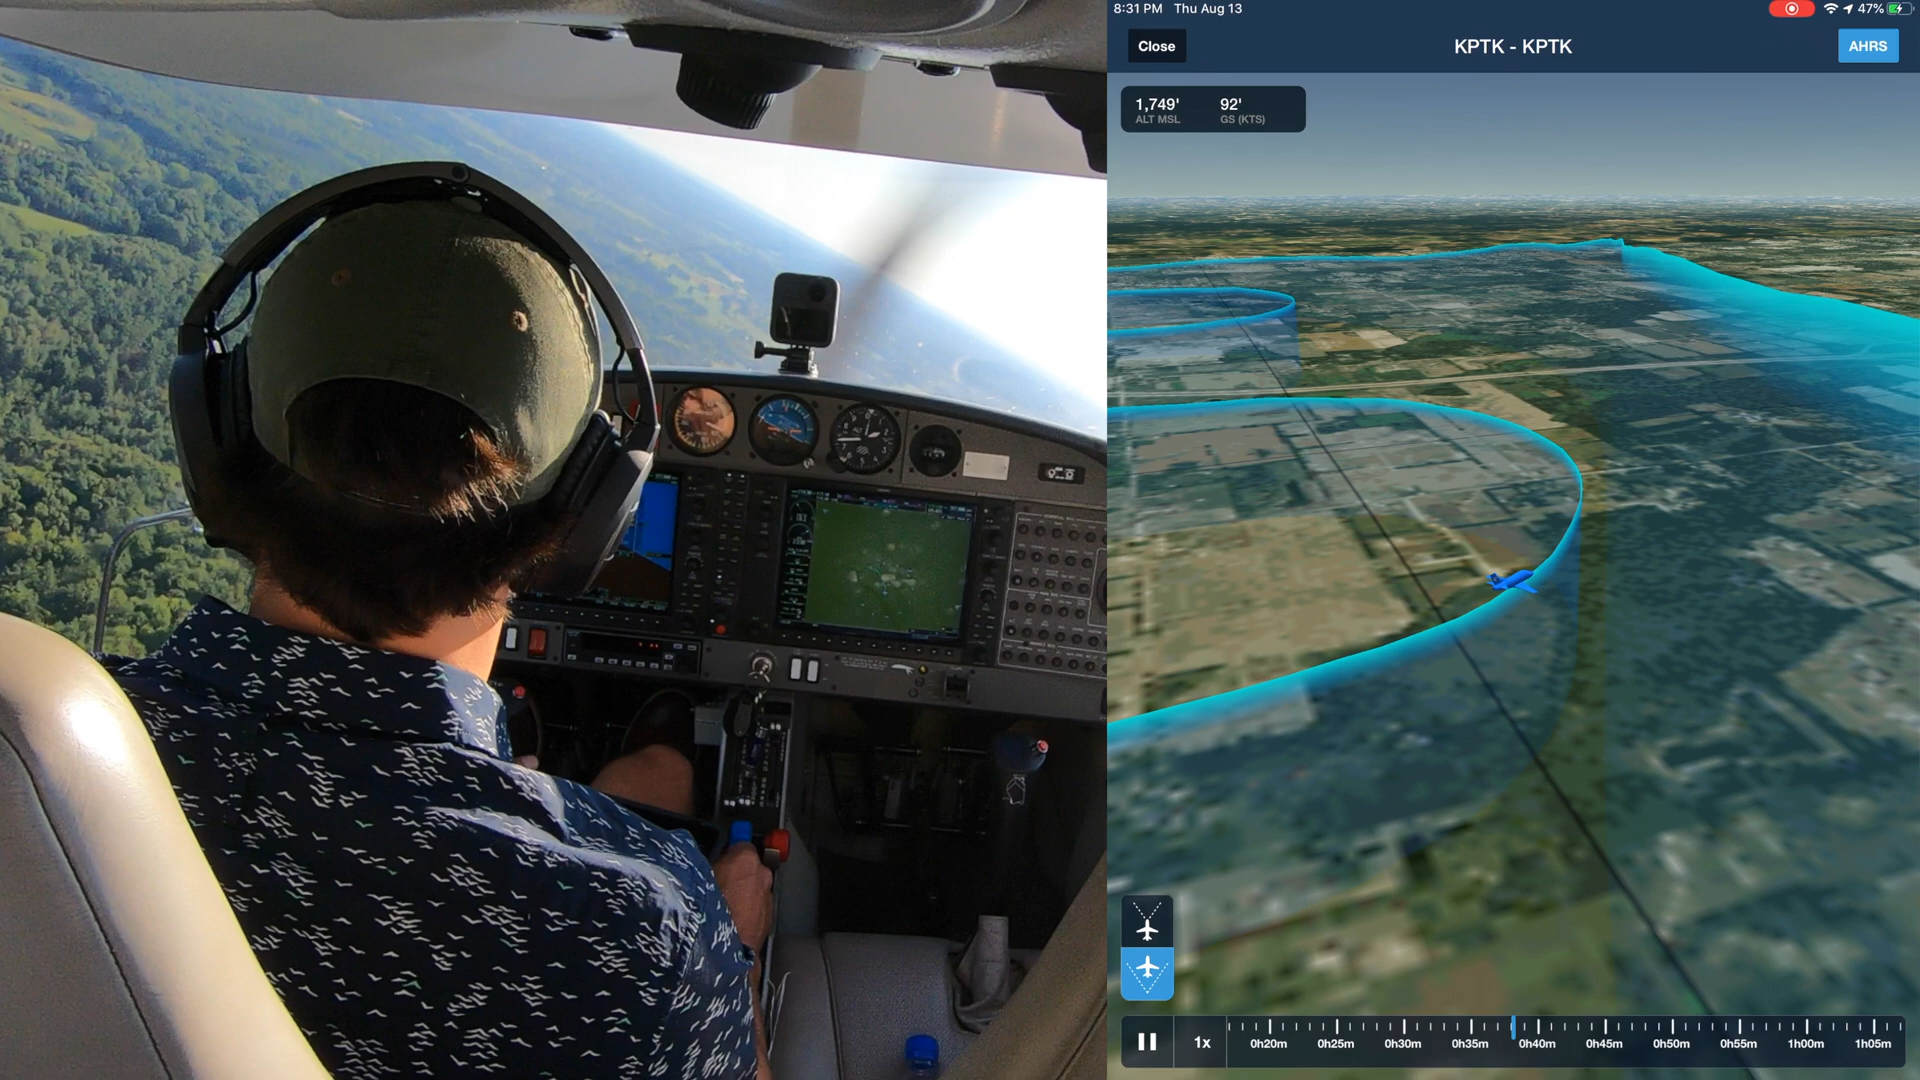 8:31 PM Thu Aug 13
47%
Close
KPTK - KPTK
AHRS
1,749' 92'
ALT MSL GS (KTS)
1x
0h20m 0h25m 0h30m 0h35m 0h40m 0h45m 0h50m 0h55m 1h00m 1h05m